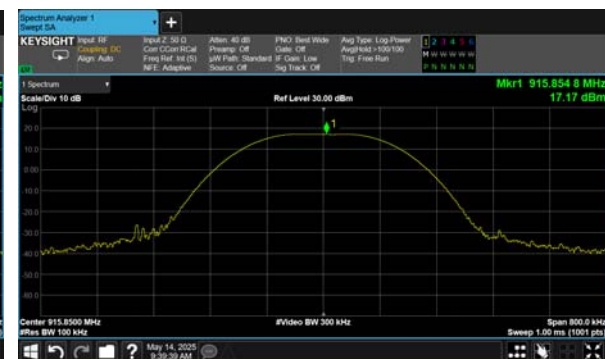 Spectrum Analyzer 1
Swept SA
KEYSIGHT
Input: RF
Coupling: DC
Align: Auto
Input Z: 50 Ω
Corr CCorr RCal
Freq Ref: Int (S)
NFE: Adaptive
Atten: 40 dB
Preamp: Off
µW Path: Standard
Source: Off
PNO: Best Wide
Gate: Off
IF Gain: Low
Sig Track: Off
Avg Type: Log-Power
Avg|Hold:>100/100
Trig: Free Run
1 2 3 4 5 6
M W W W W W
P N N N N N
1 Spectrum
Scale/Div 10 dB
Ref Level 30.00 dBm
Mkr1 915.854 8 MHz
17.17 dBm
Log
20.0
10.0
0.00
-10.0
-20.0
-30.0
-40.0
-50.0
-60.0
1
Center 915.8500 MHz
#Video BW 300 kHz
Span 800.0 kHz
#Res BW 100 kHz
Sweep 1.00 ms (1001 pts)
?
May 14, 2025
9:39:39 AM